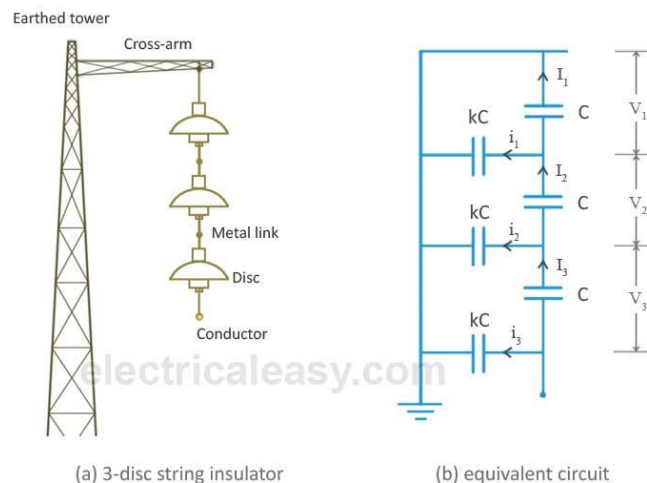 Earthed tower
Cross-arm
Metal link
Disc
Conductor
I1
kC
C
V1
i1
I2
kC
C
V2
i2
I3
kC
C
V3
i3
electricaleasy.com
(a) 3-disc string insulator
(b) equivalent circuit